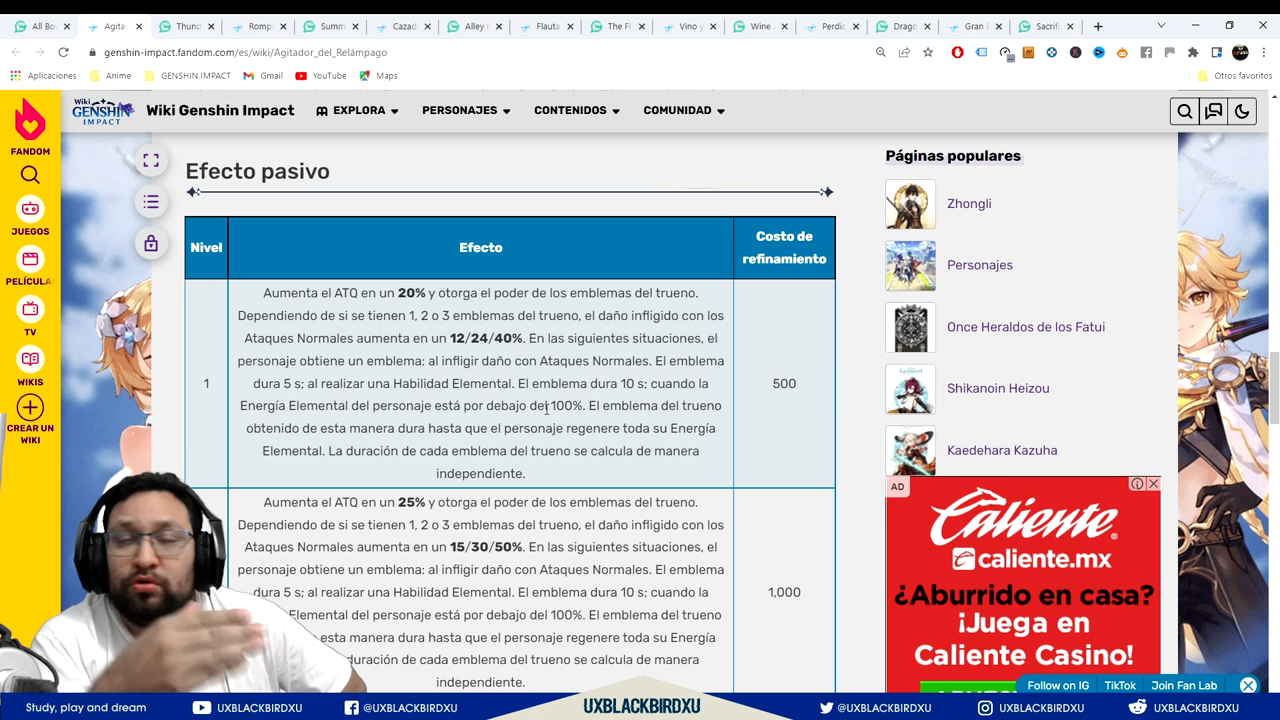 All Bow
Agitad
Thund
Rompe
Summ
Cazad
Alley H
Flauta
The Fl
Vino y
Wine
Perdic
Drago
Gran E
Sacrifi
genshin-impact.fandom.com/es/wiki/Agitador_del_Relámpago
Aplicaciones
Anime
GENSHIN IMPACT
Gmail
YouTube
Maps
Otros favoritos
Wiki
GENSHIN
IMPACT
Wiki Genshin Impact
EXPLORA
PERSONAJES
CONTENIDOS
COMUNIDAD
FANDOM
JUEGOS
PELÍCULA
TV
WIKIS
CREAR UN
WIKI
Efecto pasivo
Nivel
Efecto
Costo de
refinamiento
Aumenta el ATQ en un 20% y otorga el poder de los emblemas del trueno.
Dependiendo de si se tienen 1, 2 o 3 emblemas del trueno, el daño infligido con los
Ataques Normales aumenta en un 12/24/40%. En las siguientes situaciones, el
personaje obtiene un emblema: al infligir daño con Ataques Normales. El emblema
1
dura 5 s; al realizar una Habilidad Elemental. El emblema dura 10 s; cuando la
500
Energía Elemental del personaje está por debajo del 100%. El emblema del trueno
obtenido de esta manera dura hasta que el personaje regenere toda su Energía
Elemental. La duración de cada emblema del trueno se calcula de manera
independiente.
Aumenta el ATQ en un 25% y otorga el poder de los emblemas del trueno.
Dependiendo de si se tienen 1, 2 o 3 emblemas del trueno, el daño infligido con los
Ataques Normales aumenta en un 15/30/50%. En las siguientes situaciones, el
personaje obtiene un emblema: al infligir daño con Ataques Normales. El emblema
dura 5 s; al realizar una Habilidad Elemental. El emblema dura 10 s; cuando la
1,000
Elemental del personaje está por debajo del 100%. El emblema del trueno
esta manera dura hasta que el personaje regenere toda su Energía
duración de cada emblema del trueno se calcula de manera
independiente.
Páginas populares
Zhongli
Personajes
Once Heraldos de los Fatui
Shikanoin Heizou
Kaedehara Kazuha
AD
Caliente
caliente.mx
¿Aburrido en casa?
¡Juega en
Caliente Casino!
Follow on IG
TikTok
Join Fan Lab
Study, play and dream
UXBLACKBIRDXU
@UXBLACKBIRDXU
UXBLACKBIRDXU
@UXBLACKBIRDXU
UXBLACKBIRDXU
UXBLACKBIRDXU